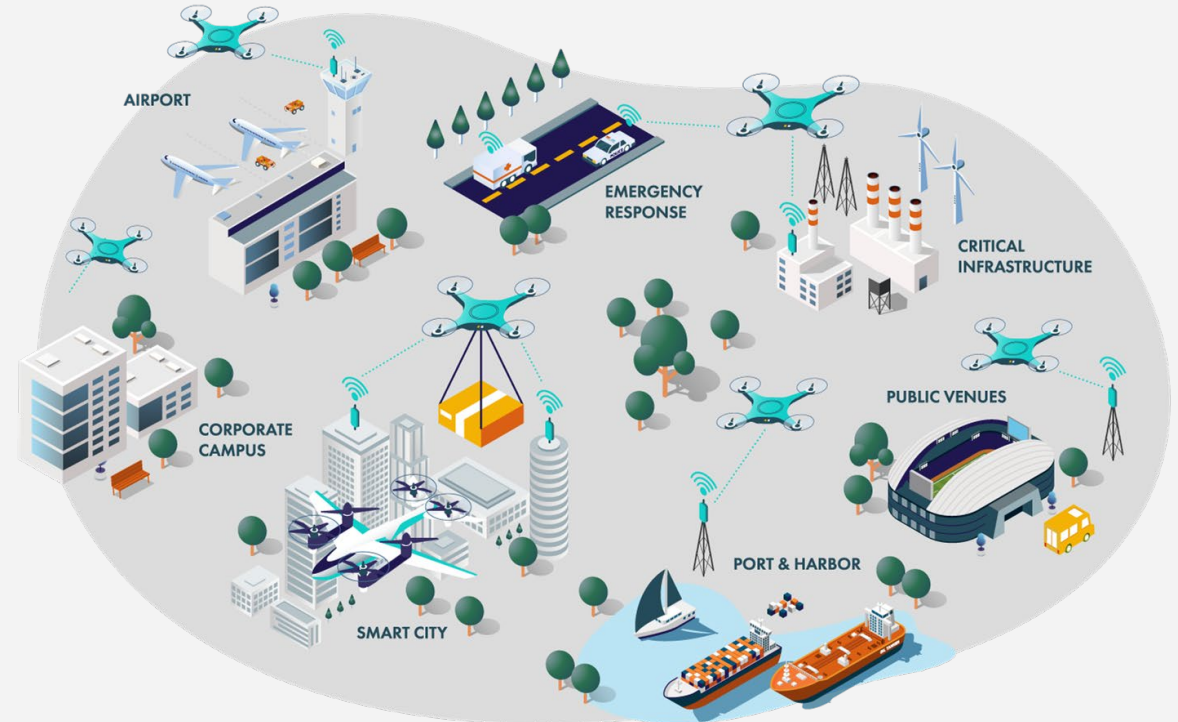 AIRPORT
EMERGENCY
RESPONSE
CRITICAL
INFRASTRUCTURE
PUBLIC VENUES
CORPORATE
CAMPUS
PORT & HARBOR
SMART CITY